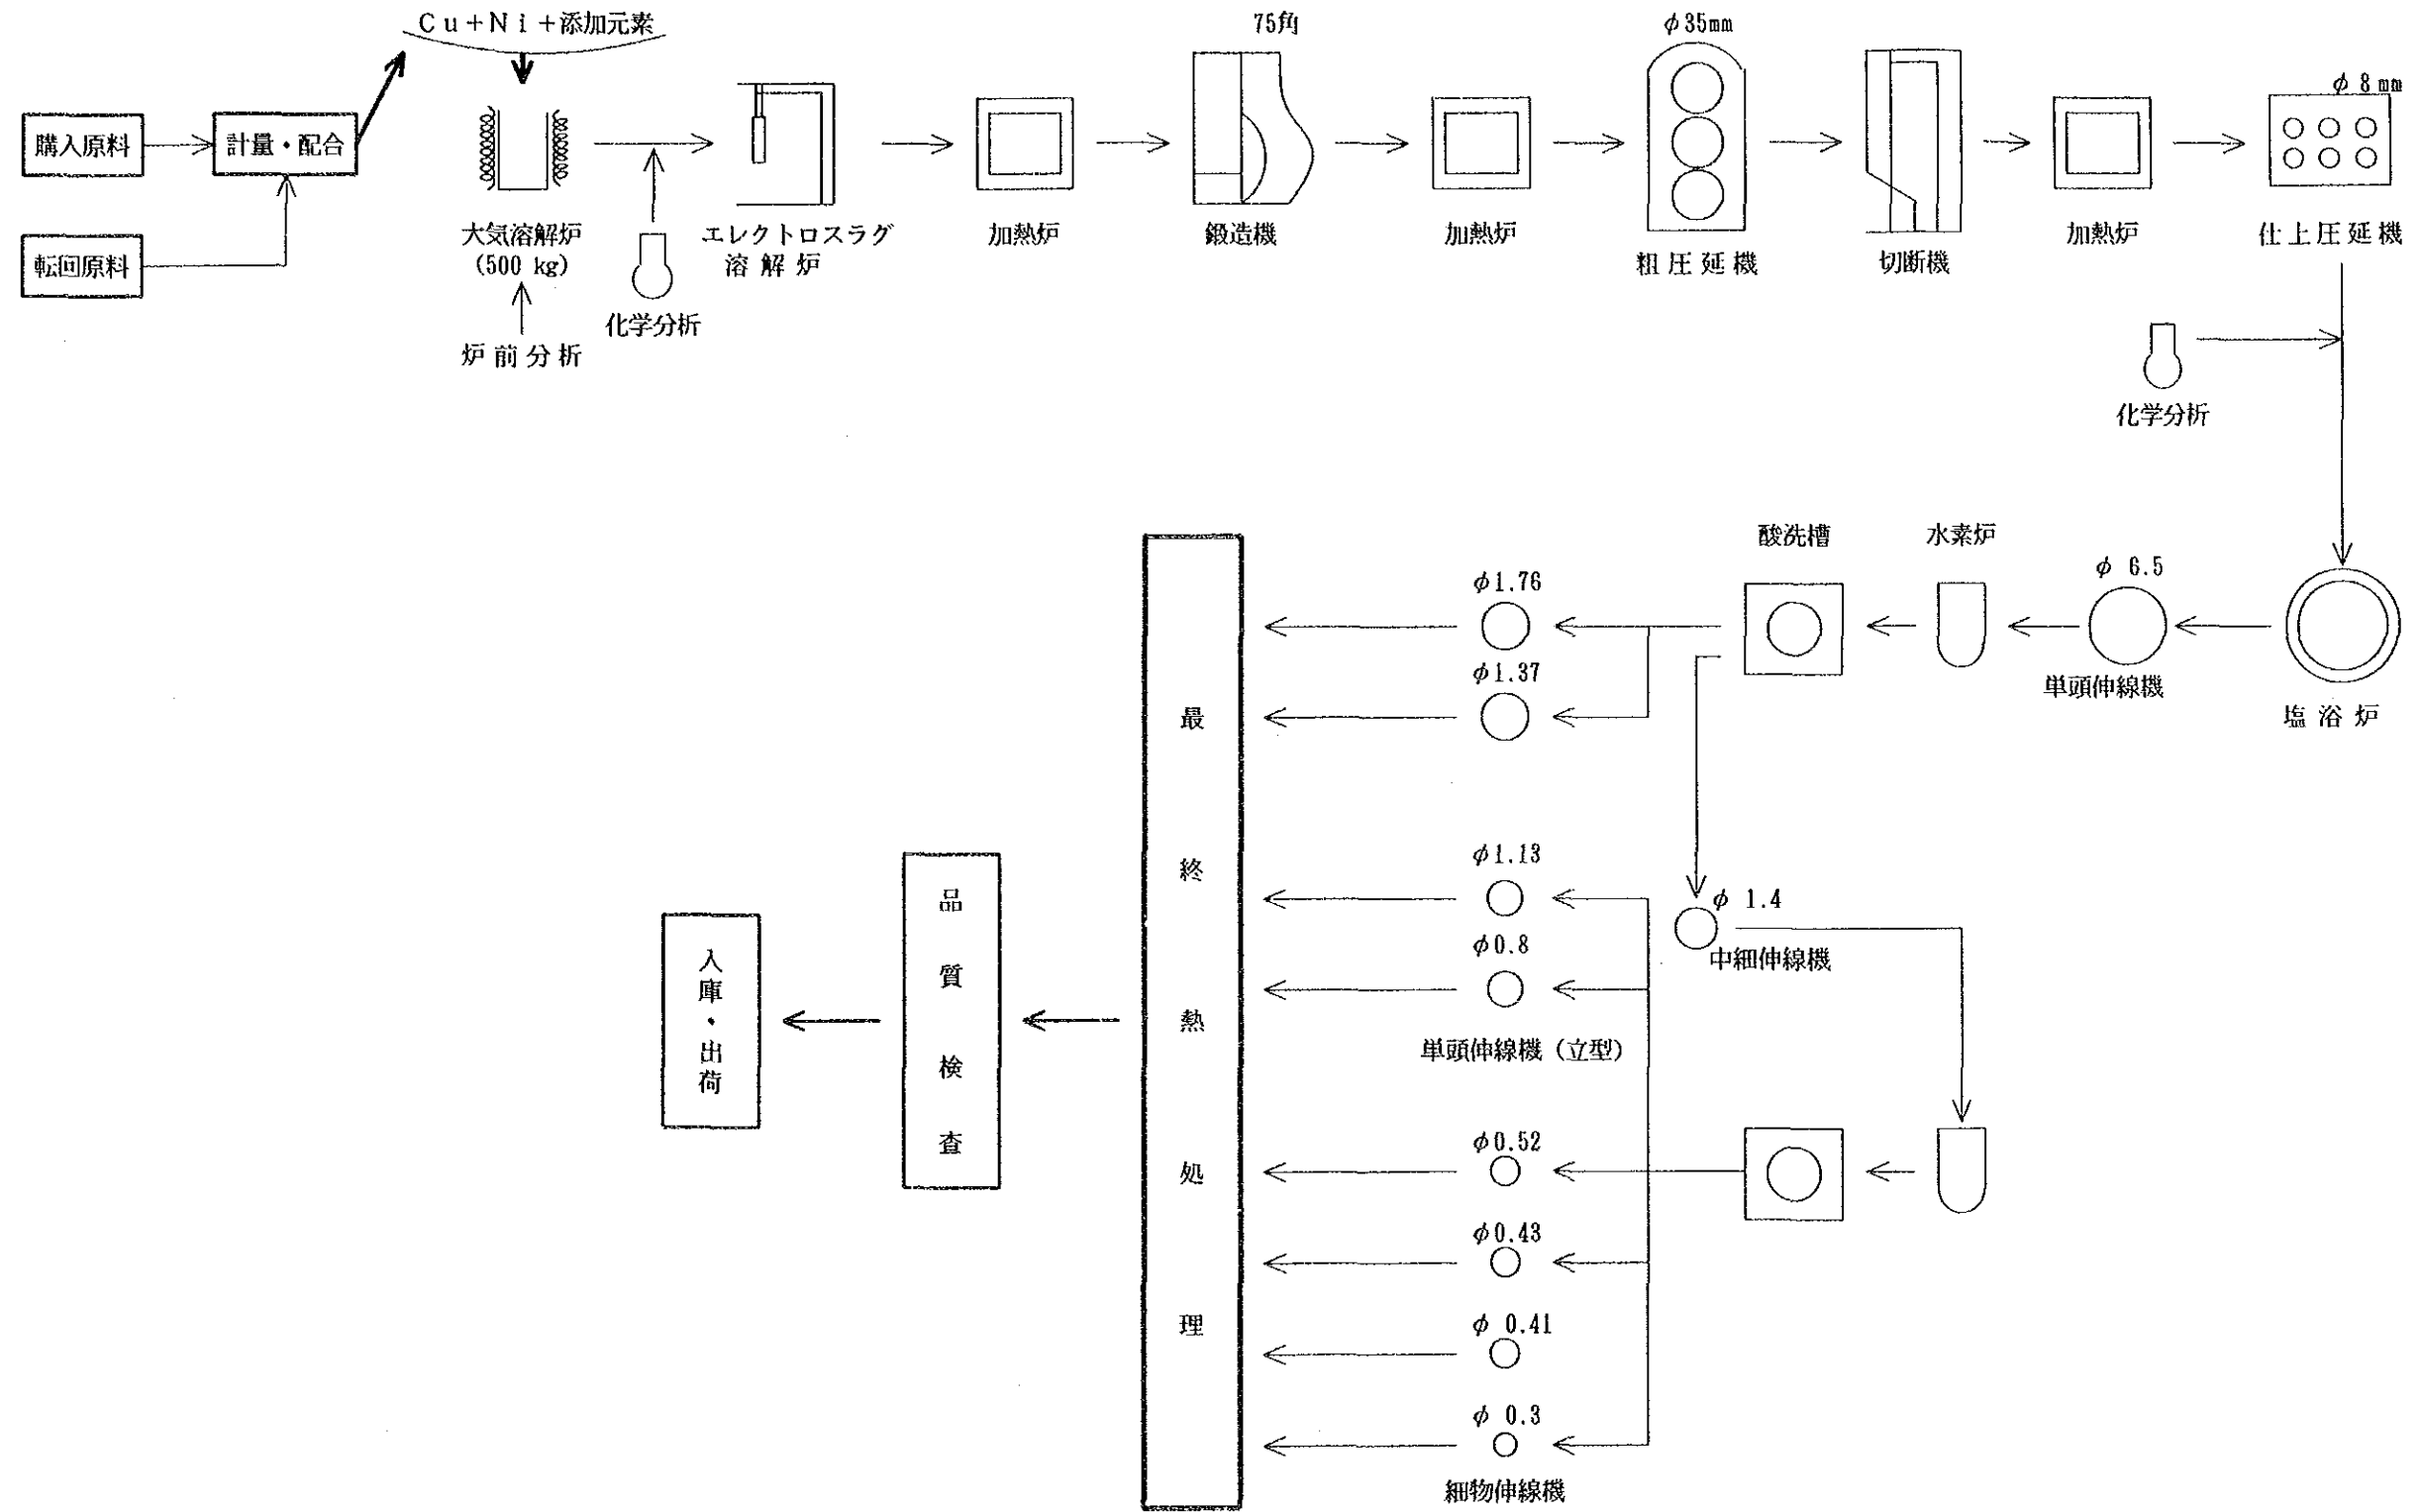 Cu+Ni+添加元素
75角
φ35mm
φ 8 mm
購入原料
計量・配合
転回原料
大気溶解炉
(500 kg)
炉前分析
化学分析
エレクトロスラグ
溶解炉
加熱炉
鍛造機
加熱炉
粗圧延機
切断機
加熱炉
仕上圧延機
化学分析
酸洗槽
水素炉
φ 6.5
単頭伸線機
塩浴炉
φ1.76
φ1.37
φ1.13
φ0.8
単頭伸線機(立型)
φ 1.4
中細伸線機
φ0.52
φ0.43
φ 0.41
φ 0.3
細物伸線機
最終熱処理
品質検査
入庫・出荷